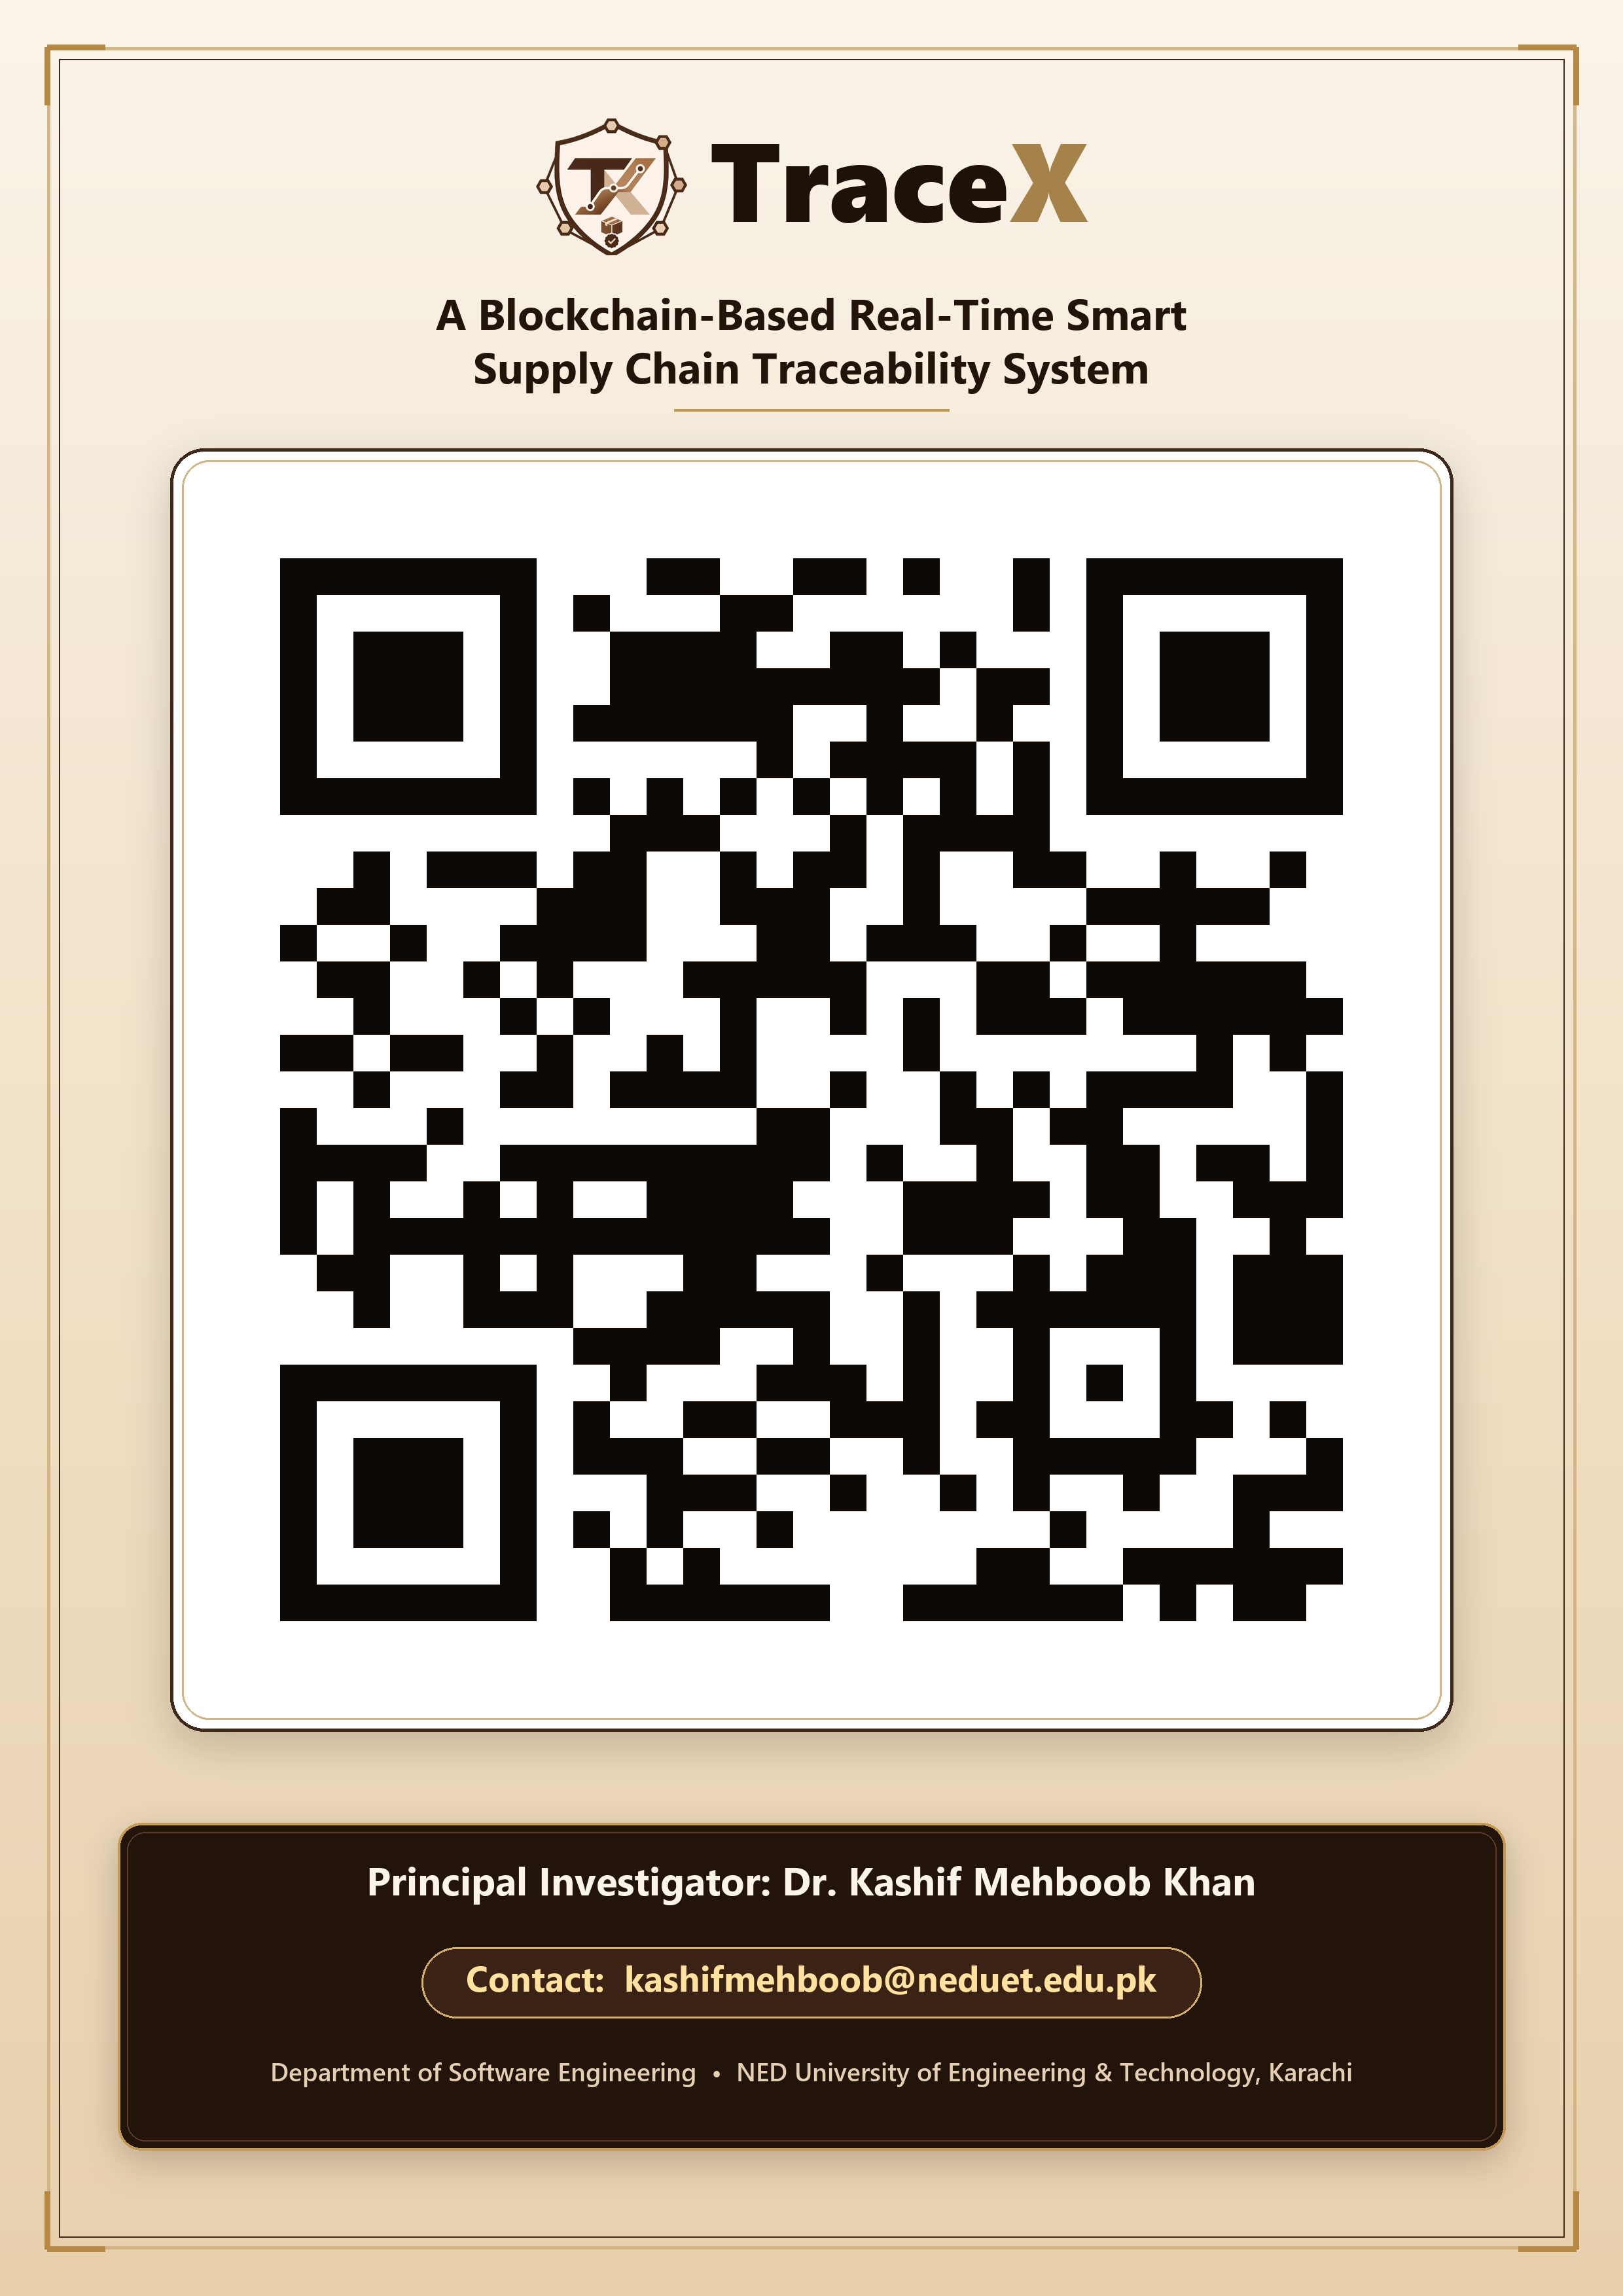 TX
TraceX
A Blockchain-Based Real-Time Smart
Supply Chain Traceability System
Principal Investigator: Dr. Kashif Mehboob Khan
Contact: kashifmehboob@neduet.edu.pk
Department of Software Engineering • NED University of Engineering & Technology, Karachi